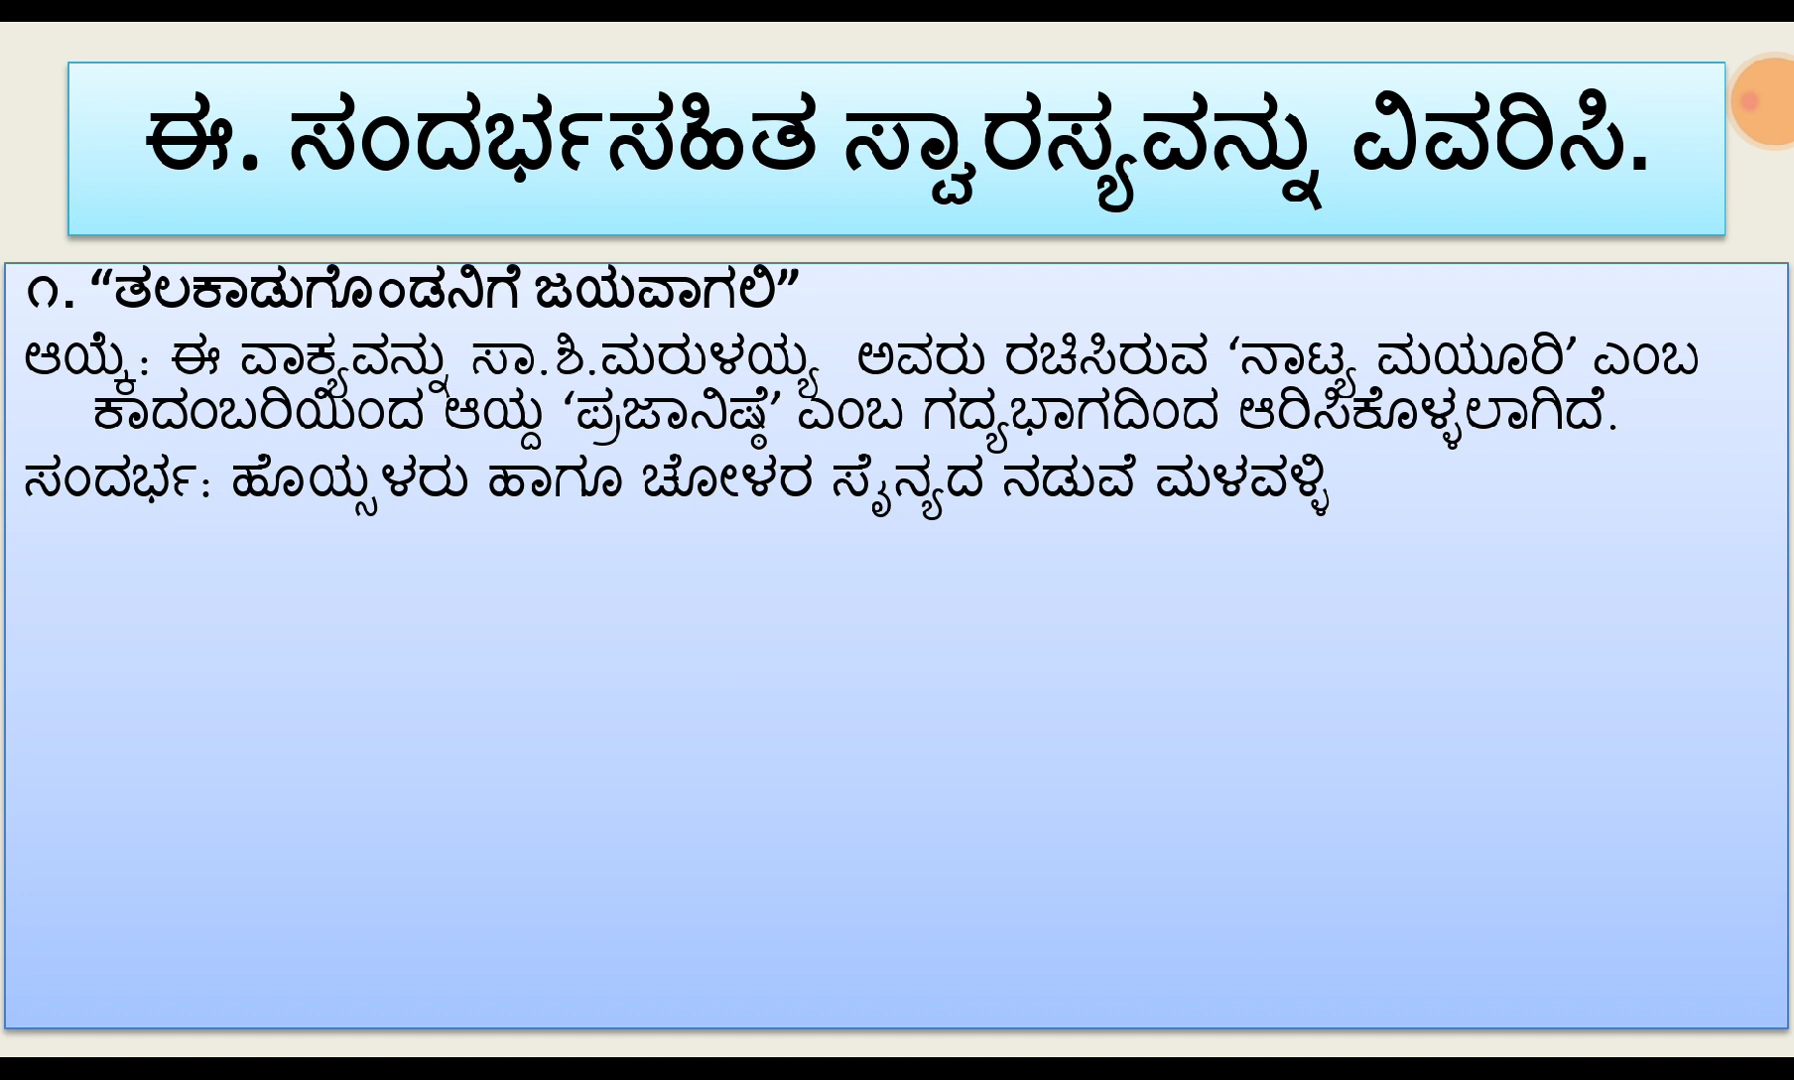 ಈ. ಸಂದರ್ಭಸಹಿತ ಸ್ವಾರಸ್ಯವನ್ನು ವಿವರಿಸಿ.
೧. “ತಲಕಾಡುಗೊಂಡನಿಗೆ ಜಯವಾಗಲಿ”
ಆಯ್ಕೆ: ಈ ವಾಕ್ಯವನ್ನು ಸಾ.ಶಿ.ಮರುಳಯ್ಯ ಅವರು ರಚಿಸಿರುವ ‘ನಾಟ್ಯ ಮಯೂರಿ’ ಎಂಬ
ಕಾದಂಬರಿಯಿಂದ ಆಯ್ದ ‘ಪ್ರಜಾನಿಷ್ಠೆ’ ಎಂಬ ಗದ್ಯಭಾಗದಿಂದ ಆರಿಸಿಕೊಳ್ಳಲಾಗಿದೆ.
ಸಂದರ್ಭ: ಹೊಯ್ಸಳರು ಹಾಗೂ ಚೋಳರ ಸೈನ್ಯದ ನಡುವೆ ಮಳವಳ್ಳಿ